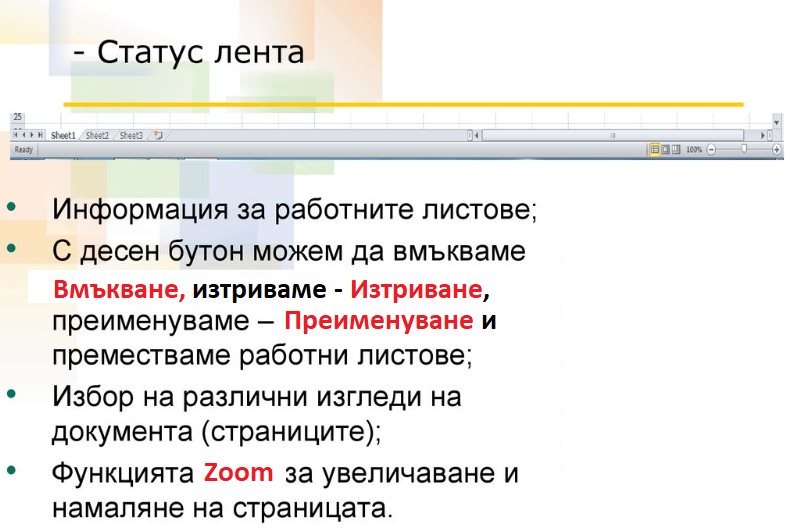 - Статус лента
25
Sheet1 Sheet2 Sheet3
Ready 100%
• Информация за работните листове;
• С десен бутон можем да вмъкваме
Вмъкване, изтриваме - Изтриване,
преименуваме – Преименуване и
преместваме работни листове;
• Избор на различни изгледи на
документа (страниците);
• Функцията Zoom за увеличаване и
намаляне на страницата.